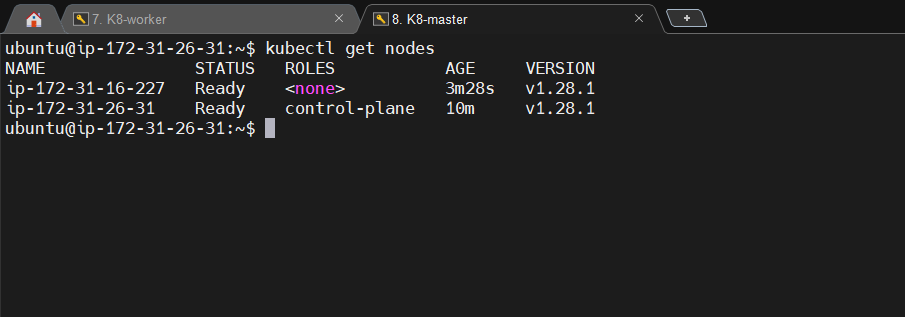 7. K8-worker
8. K8-master
ubuntu@ip-172-31-26-31:~$ kubectl get nodes
NAME STATUS ROLES AGE VERSION
ip-172-31-16-227 Ready <none> 3m28s v1.28.1
ip-172-31-26-31 Ready control-plane 10m v1.28.1
ubuntu@ip-172-31-26-31:~$